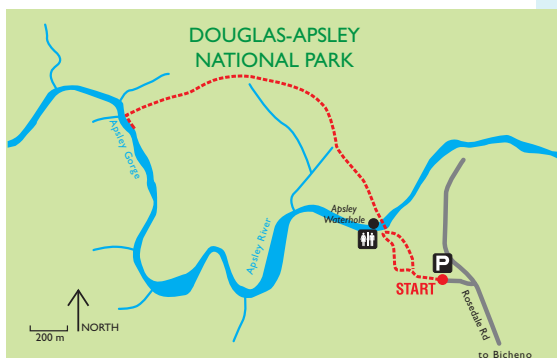 DOUGLAS-APSLEY
NATIONAL PARK
Apsley Gorge
Apsley River
Apsley
Waterhole
P
START
Rosedale Rd
200 m
NORTH
to Bicheno